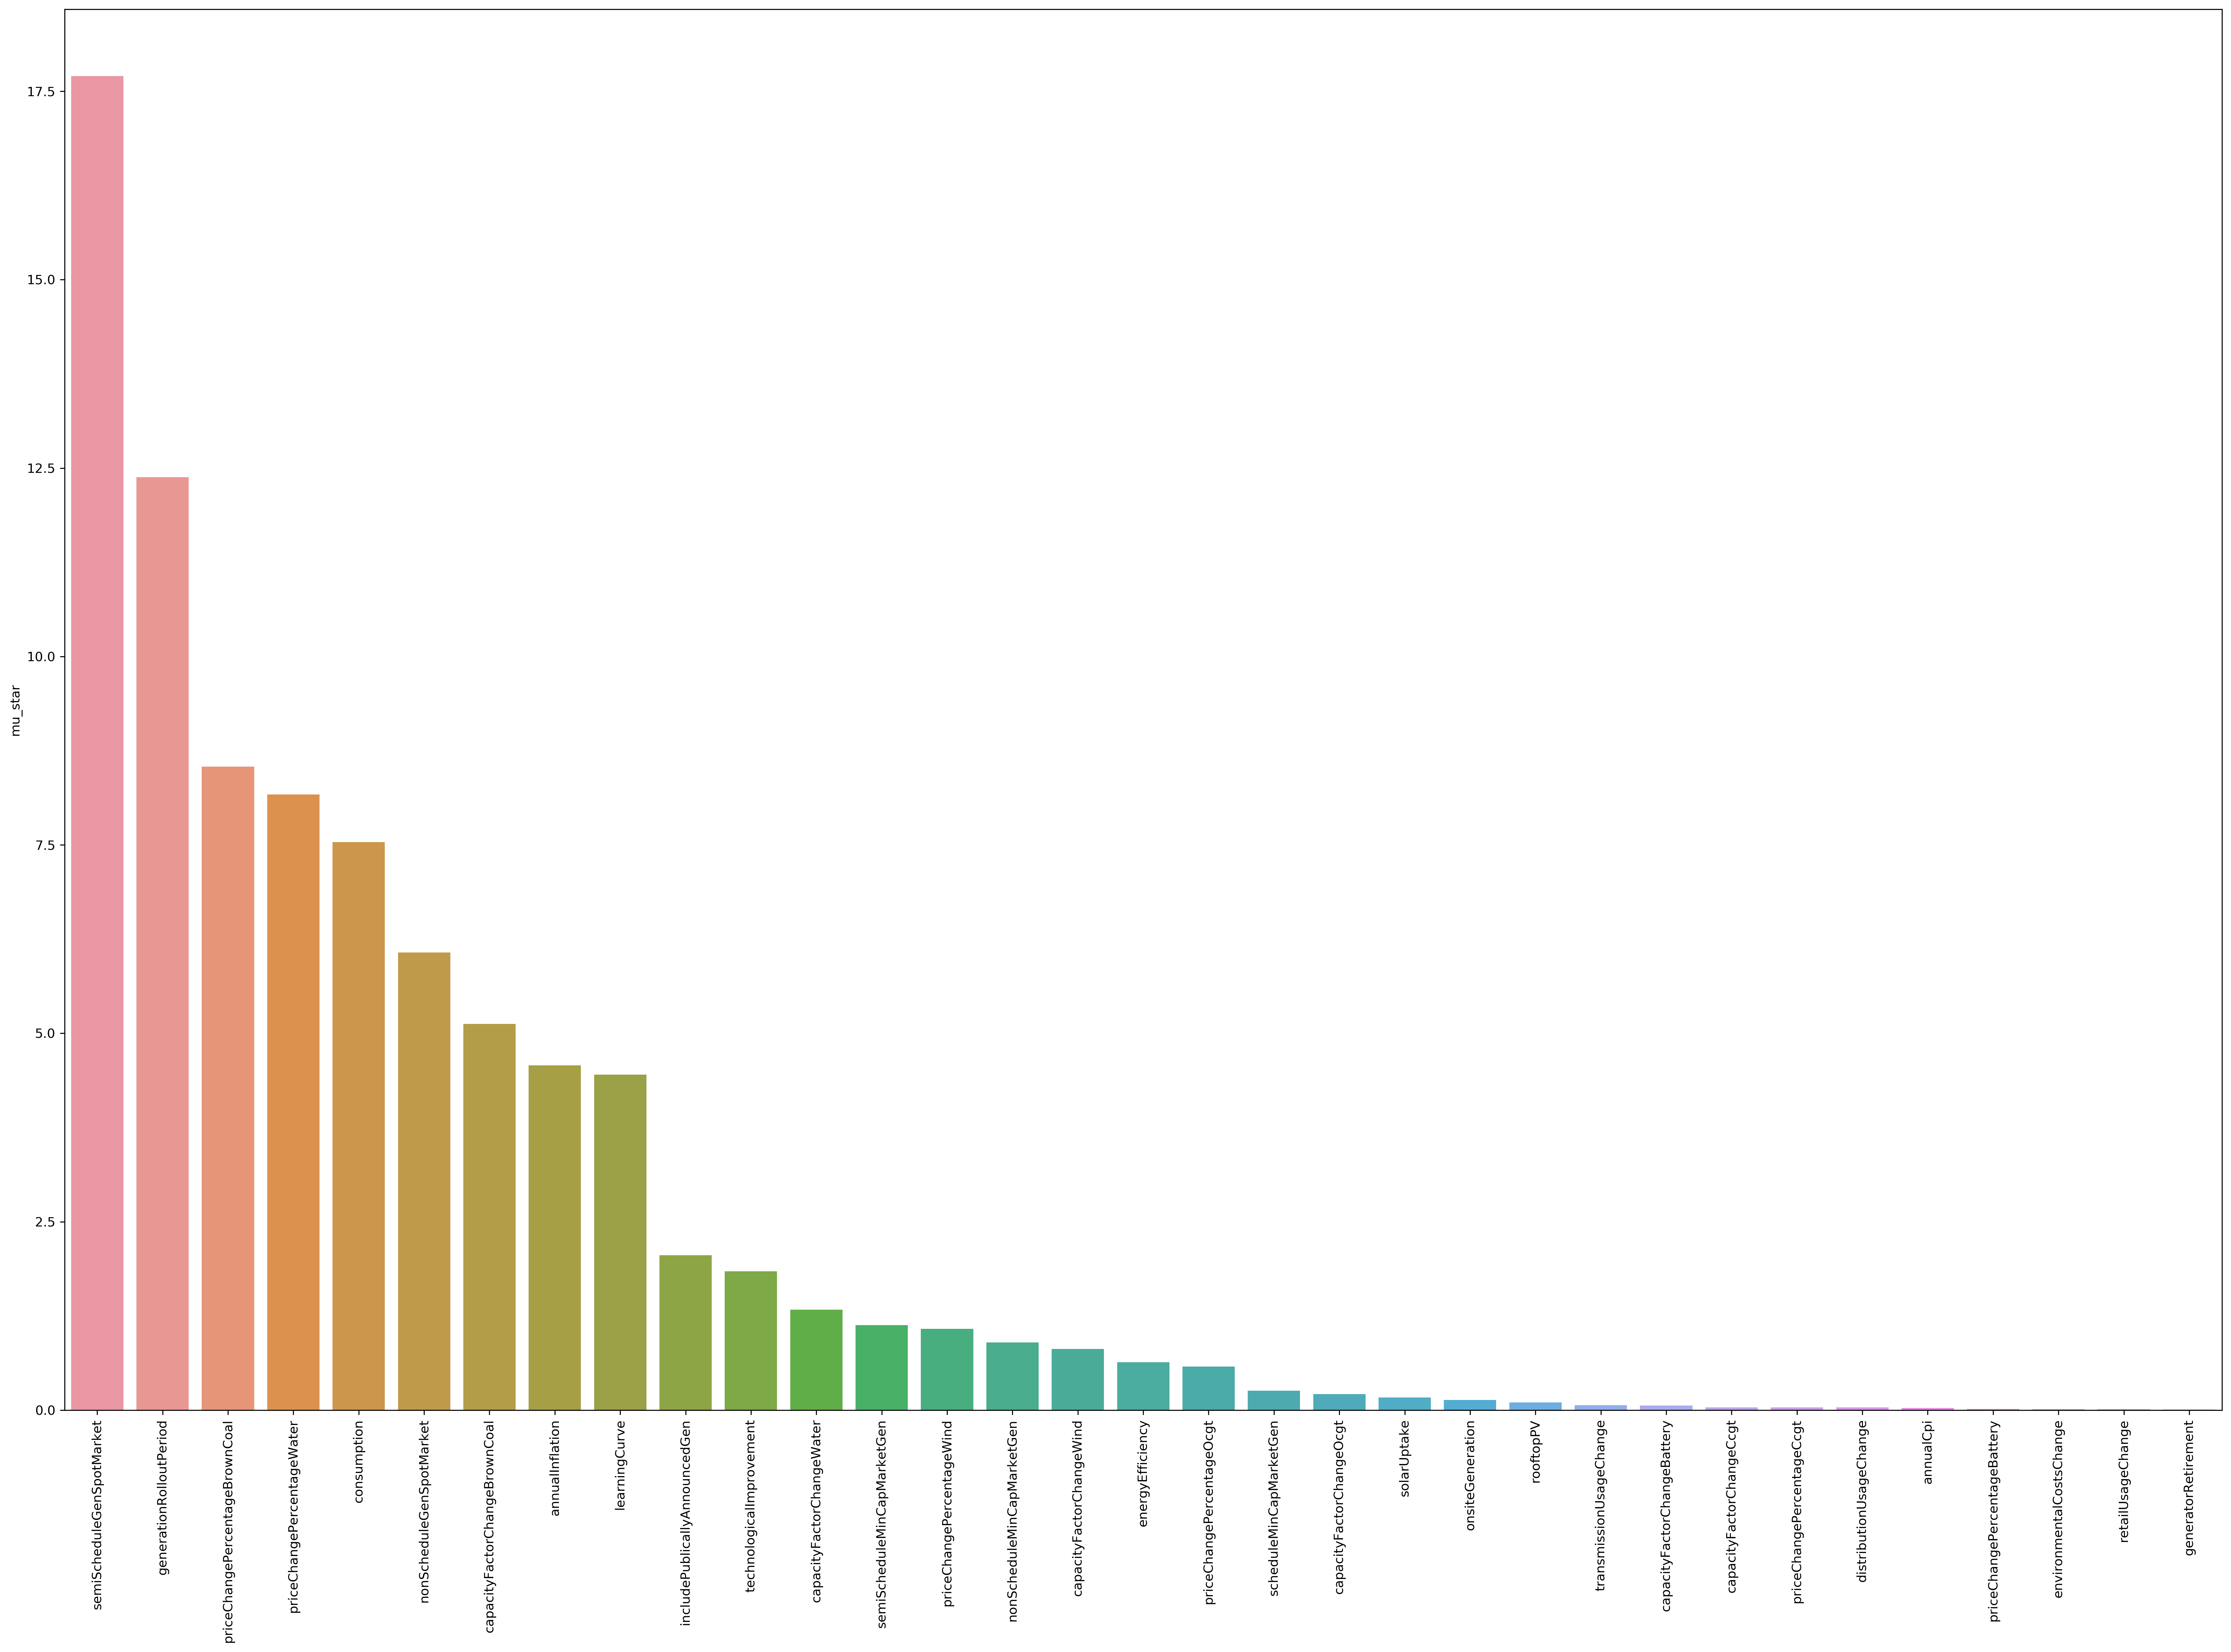 mu_star
17.5
15.0
12.5
10.0
7.5
5.0
2.5
0.0
semiScheduleGenSpotMarket
generationRolloutPeriod
priceChangePercentageBrownCoal
priceChangePercentageWater
consumption
nonScheduleGenSpotMarket
capacityFactorChangeBrownCoal
annualInflation
learningCurve
includePublicallyAnnouncedGen
technologicalImprovement
capacityFactorChangeWater
semiScheduleMinCapMarketGen
priceChangePercentageWind
nonScheduleMinCapMarketGen
capacityFactorChangeWind
energyEfficiency
priceChangePercentageOcgt
scheduleMinCapMarketGen
capacityFactorChangeOcgt
solarUptake
onsiteGeneration
rooftopPV
transmissionUsageChange
capacityFactorChangeBattery
capacityFactorChangeCcgt
priceChangePercentageCcgt
distributionUsageChange
annualCpi
priceChangePercentageBattery
environmentalCostsChange
retailUsageChange
generatorRetirement